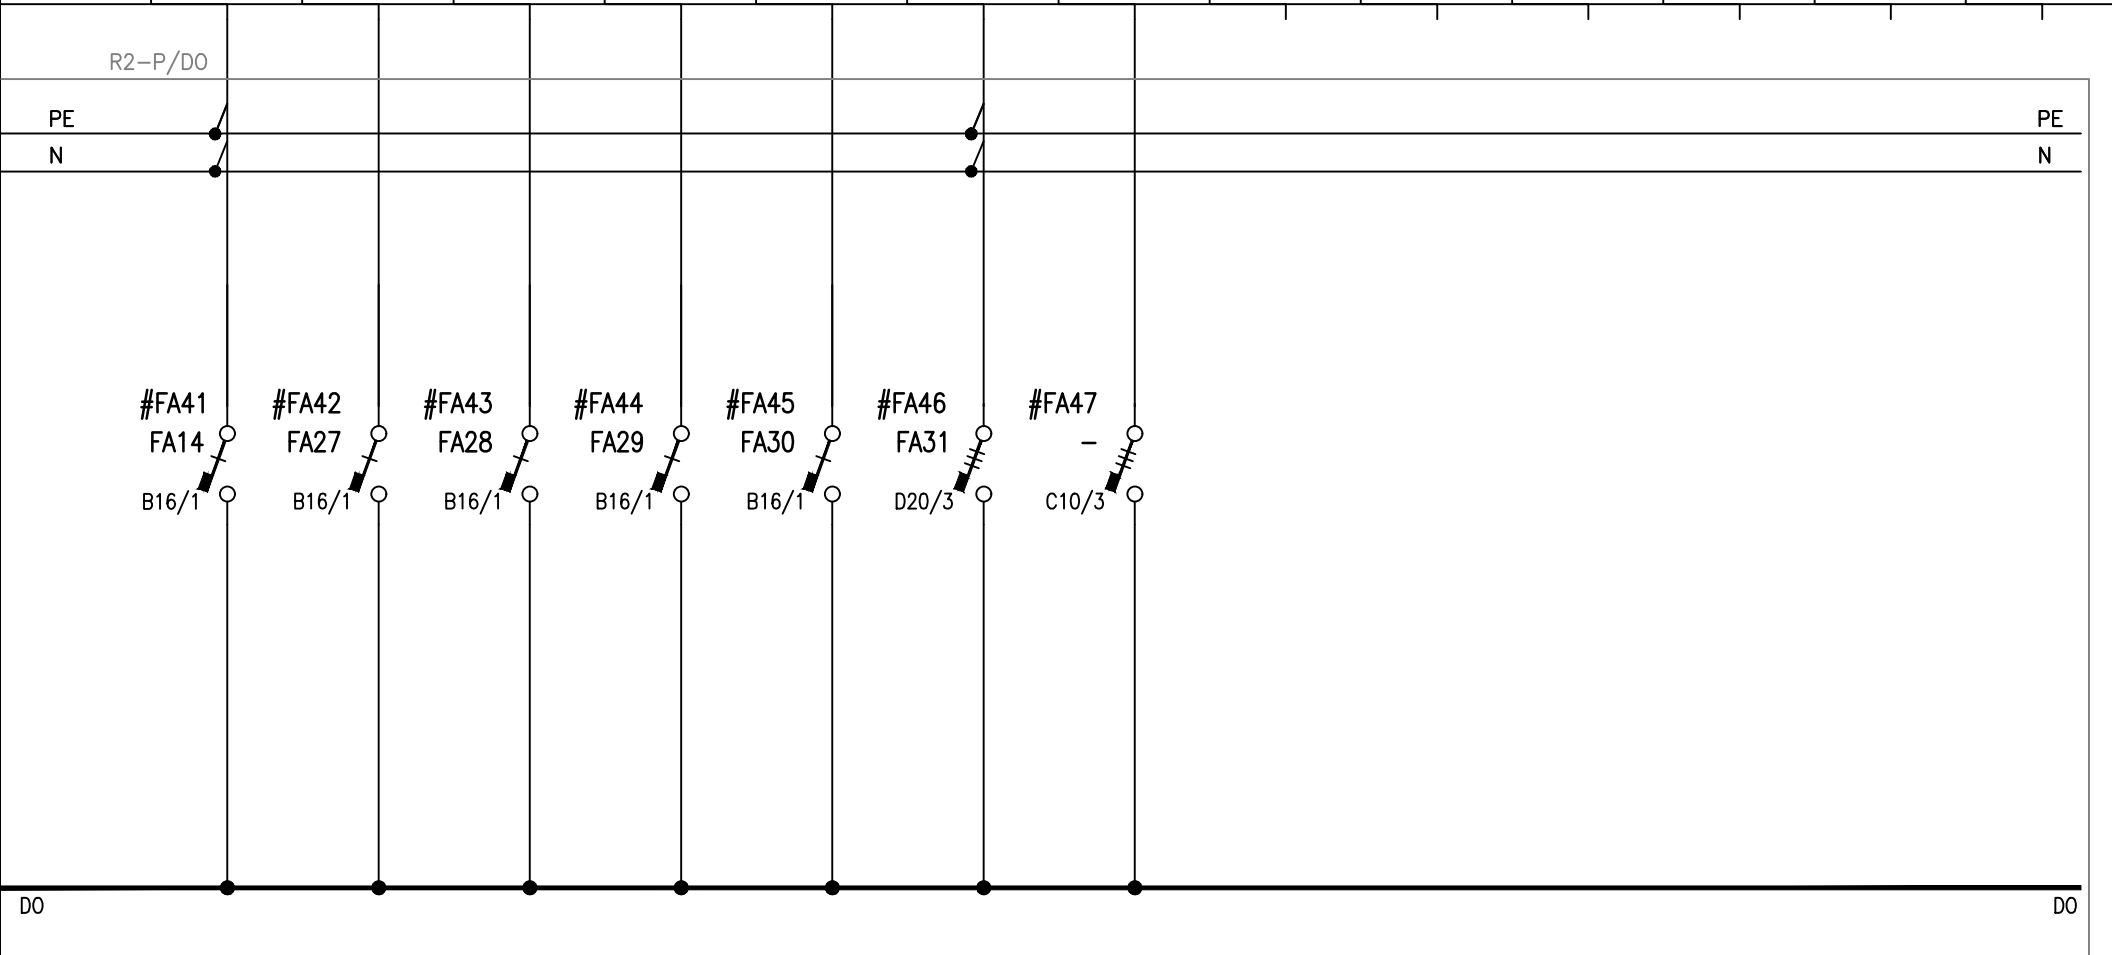 R2-P/DO
PE PE
N N
#FA41 #FA42 #FA43 #FA44 #FA45 #FA46 #FA47
FA14 FA27 FA28 FA29 FA30 FA31 -
B16/1 B16/1 B16/1 B16/1 B16/1 D20/3 C10/3
DO DO